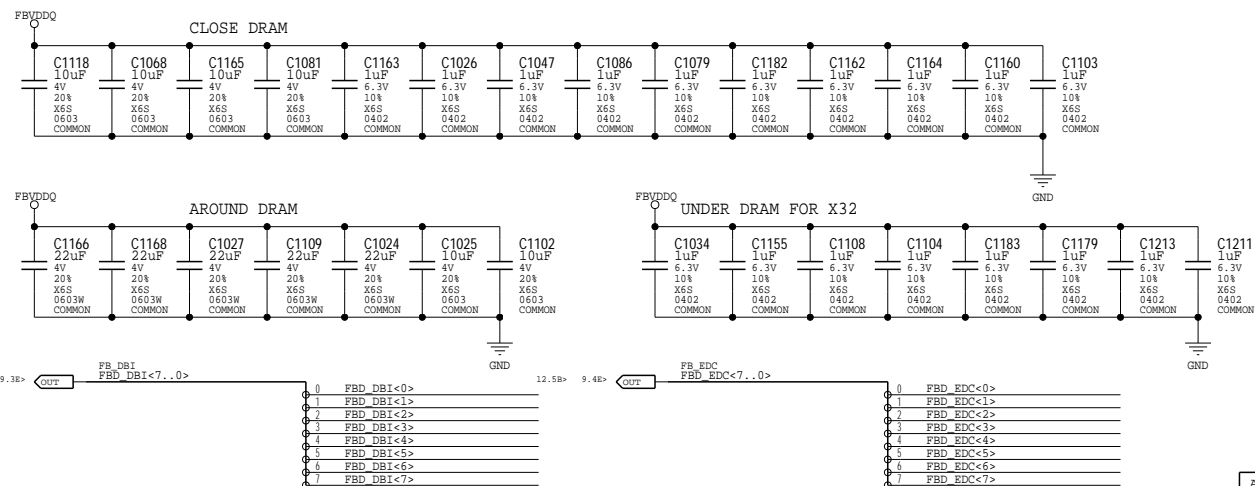 FBVDDQ
CLOSE DRAM
C1118 C1068 C1165 C1081 C1163 C1026 C1047 C1086 C1079 C1182 C1162 C1164 C1160 C1103
10uF 10uF 10uF 10uF 1uF 1uF 1uF 1uF 1uF 1uF 1uF 1uF 1uF 1uF
4V 4V 4V 4V 6.3V 6.3V 6.3V 6.3V 6.3V 6.3V 6.3V 6.3V 6.3V 6.3V
20% 20% 20% 20% 10% 10% 10% 10% 10% 10% 10% 10% 10% 10%
X6S X6S X6S X6S X6S X6S X6S X6S X6S X6S X6S X6S X6S X6S
0603 0603 0603 0603 0402 0402 0402 0402 0402 0402 0402 0402 0402 0402
COMMON COMMON COMMON COMMON COMMON COMMON COMMON COMMON COMMON COMMON COMMON COMMON COMMON COMMON
GND
FBVDDQ
AROUND DRAM
C1166 C1168 C1027 C1109 C1024 C1025 C1102
22uF 22uF 22uF 22uF 22uF 10uF 10uF
4V 4V 4V 4V 4V 4V 4V
20% 20% 20% 20% 20% 20% 20%
X6S X6S X6S X6S X6S X6S X6S
0603W 0603W 0603W 0603W 0603W 0603 0603
COMMON COMMON COMMON COMMON COMMON COMMON COMMON
GND
FBVDDQ
UNDER DRAM FOR X32
C1034 C1155 C1108 C1104 C1183 C1179 C1213 C1211
1uF 1uF 1uF 1uF 1uF 1uF 1uF 1uF
6.3V 6.3V 6.3V 6.3V 6.3V 6.3V 6.3V 6.3V
10% 10% 10% 10% 10% 10% 10% 10%
X6S X6S X6S X6S X6S X6S X6S X6S
0402 0402 0402 0402 0402 0402 0402 0402
COMMON COMMON COMMON COMMON COMMON COMMON COMMON COMMON
GND
9.3E> OUT
FB_DBI
FBD_DBI<7..0>
0 FBD_DBI<0>
1 FBD_DBI<1>
2 FBD_DBI<2>
3 FBD_DBI<3>
4 FBD_DBI<4>
5 FBD_DBI<5>
6 FBD_DBI<6>
7 FBD_DBI<7>
12.5B> 9.4E> OUT
FB_EDC
FBD_EDC<7..0>
0 FBD_EDC<0>
1 FBD_EDC<1>
2 FBD_EDC<2>
3 FBD_EDC<3>
4 FBD_EDC<4>
5 FBD_EDC<5>
6 FBD_EDC<6>
7 FBD_EDC<7>